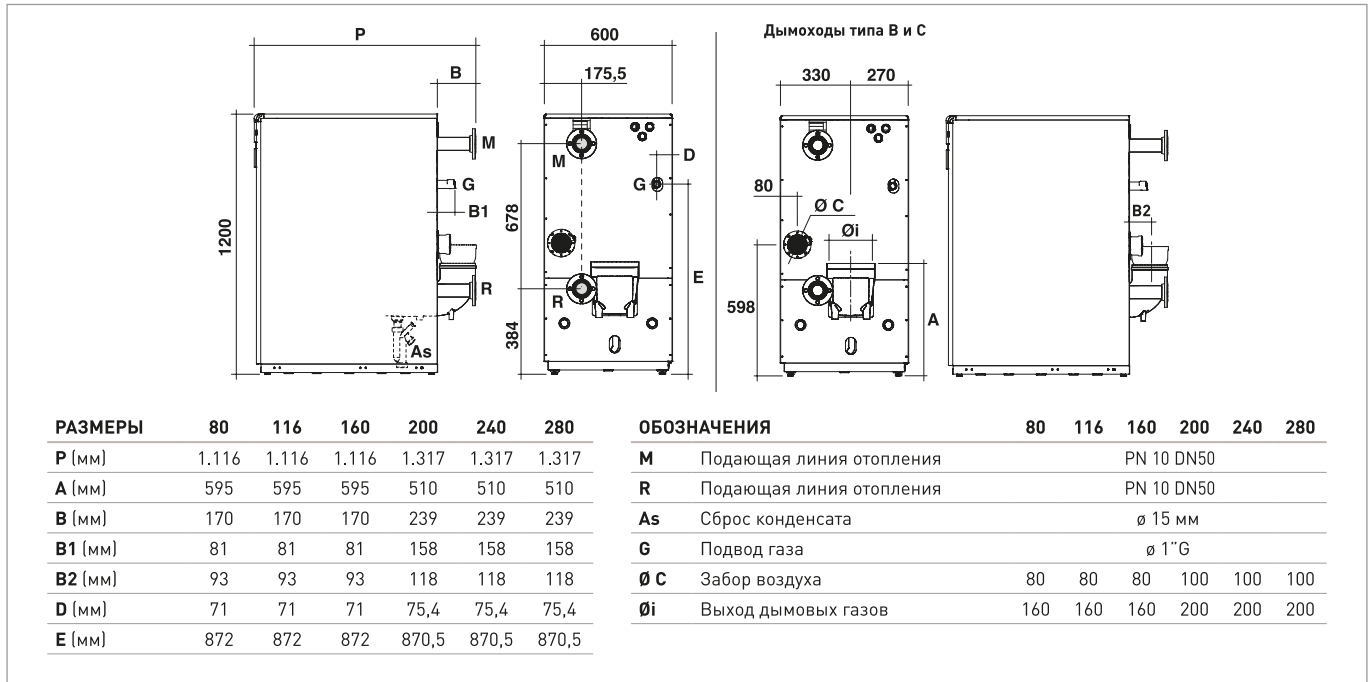 Дымоходы типа B и C
P
B
M
G
B1
1200
R
As
600
175,5
M
D
G
678
E
R
384
330 270
80
Ø C
Øi
598
A
B2
РАЗМЕРЫ 80 116 160 200 240 280
P (мм) 1.116 1.116 1.116 1.317 1.317 1.317
A (мм) 595 595 595 510 510 510
B (мм) 170 170 170 239 239 239
B1 (мм) 81 81 81 158 158 158
B2 (мм) 93 93 93 118 118 118
D (мм) 71 71 71 75,4 75,4 75,4
E (мм) 872 872 872 870,5 870,5 870,5
ОБОЗНАЧЕНИЯ 80 116 160 200 240 280
M Подающая линия отопления PN 10 DN50
R Подающая линия отопления PN 10 DN50
As Сброс конденсата ø 15 мм
G Подвод газа ø 1"G
Ø C Забор воздуха 80 80 80 100 100 100
Øi Выход дымовых газов 160 160 160 200 200 200